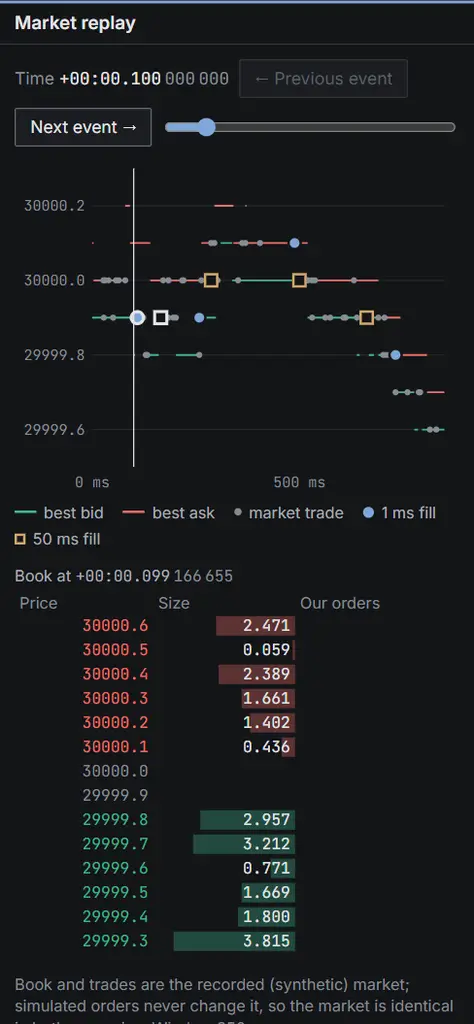 Market replay
Time +00:00.100 000 000 ← Previous event
Next event →
30000.2
30000.0
29999.8
29999.6
0 ms 500 ms
best bid best ask market trade 1 ms fill
50 ms fill
Book at +00:00.099 166 655
Price Size Our orders
30000.6 2.471
30000.5 0.059
30000.4 2.389
30000.3 1.661
30000.2 1.402
30000.1 0.436
30000.0
29999.9
29999.8 2.957
29999.7 3.212
29999.6 0.771
29999.5 1.669
29999.4 1.800
29999.3 3.815
Book and trades are the recorded (synthetic) market;
simulated orders never change it, so the market is identical